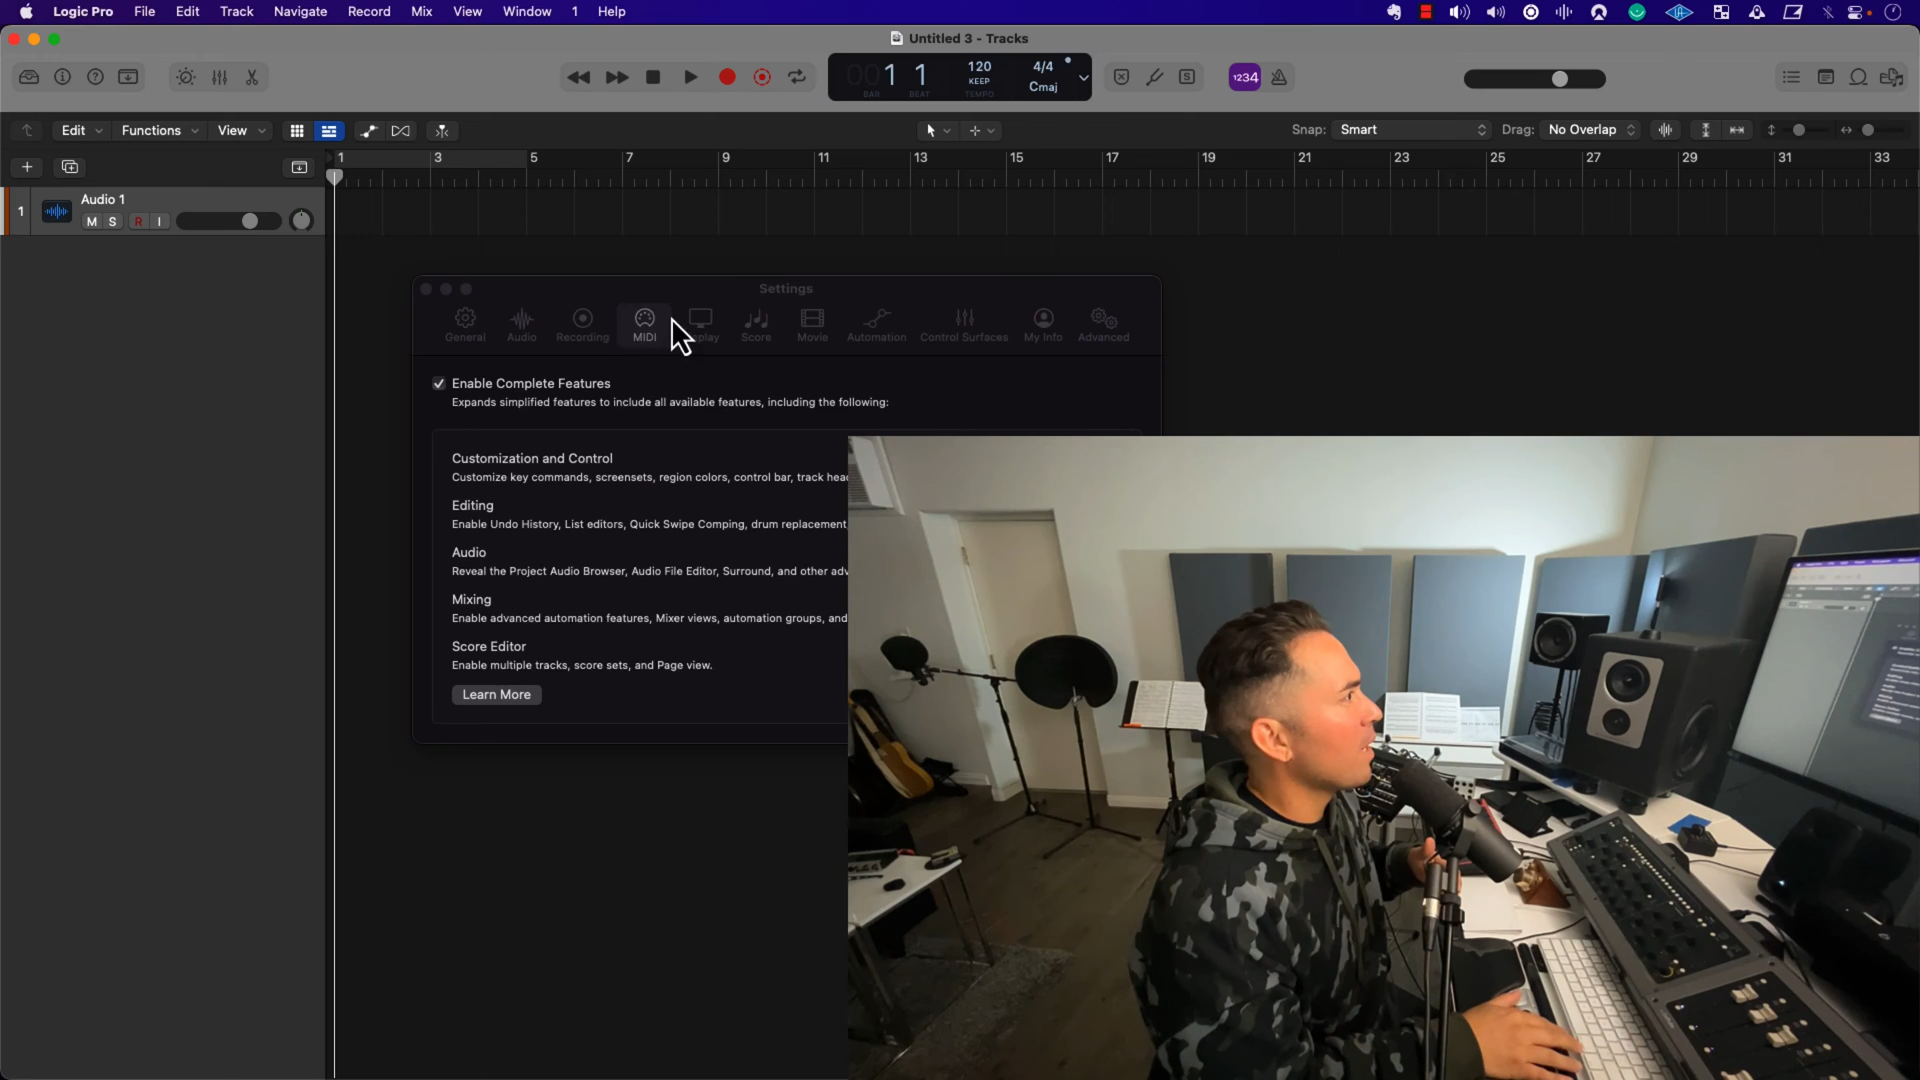 Logic Pro File Edit Track Navigate Record Mix View Window 1 Help
Untitled 3 - Tracks
001 1 120 4/4
KEEP Cmaj
BAR BEAT TEMPO
S 1234
Edit Functions View Snap: Smart Drag: No Overlap
1 3 5 7 9 11 13 15 17 19 21 23 25 27 29 31 33
Audio 1
1
M S R I
Settings
General Audio Recording MIDI play Score Movie Automation Control Surfaces My Info Advanced
Enable Complete Features
Expands simplified features to include all available features, including the following:
Customization and Control
Customize key commands, screensets, region colors, control bar, track hea
Editing
Enable Undo History, List editors, Quick Swipe Comping, drum replacement,
Audio
Reveal the Project Audio Browser, Audio File Editor, Surround, and other adv
Mixing
Enable advanced automation features, Mixer views, automation groups, and
Score Editor
Enable multiple tracks, score sets, and Page view.
Learn More